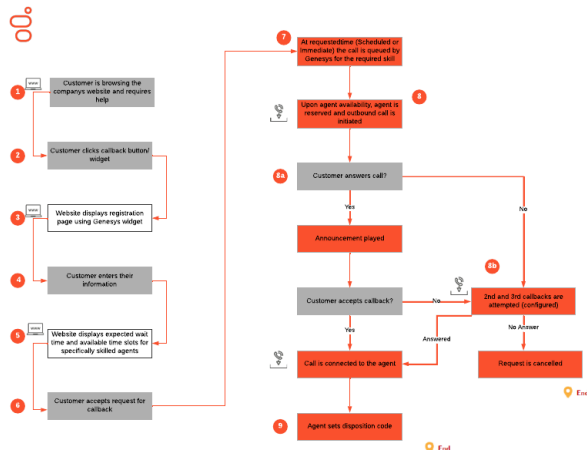 1
www
Customer is browsing the
companys website and requires
help
2
Customer clicks callback button/
widget
3
www
Website displays registration
page using Genesys widget
4
Customer enters their
information
5
www
Website displays expected wait
time and available time slots for
specifically skilled agents
6
Customer accepts request for
callback
7
At requestedtime (Scheduled or
Immediate) the call is queued by
Genesys for the required skill
8
Upon agent availability, agent is
reserved and outbound call is
initiated
8a
Customer answers call?
No
Yes
Announcement played
8b
Customer accepts callback?
No
2nd and 3rd callbacks are
attempted (configured)
Yes
Answered
No Answer
Call is connected to the agent
Request is cancelled
End
9
Agent sets disposition code
End